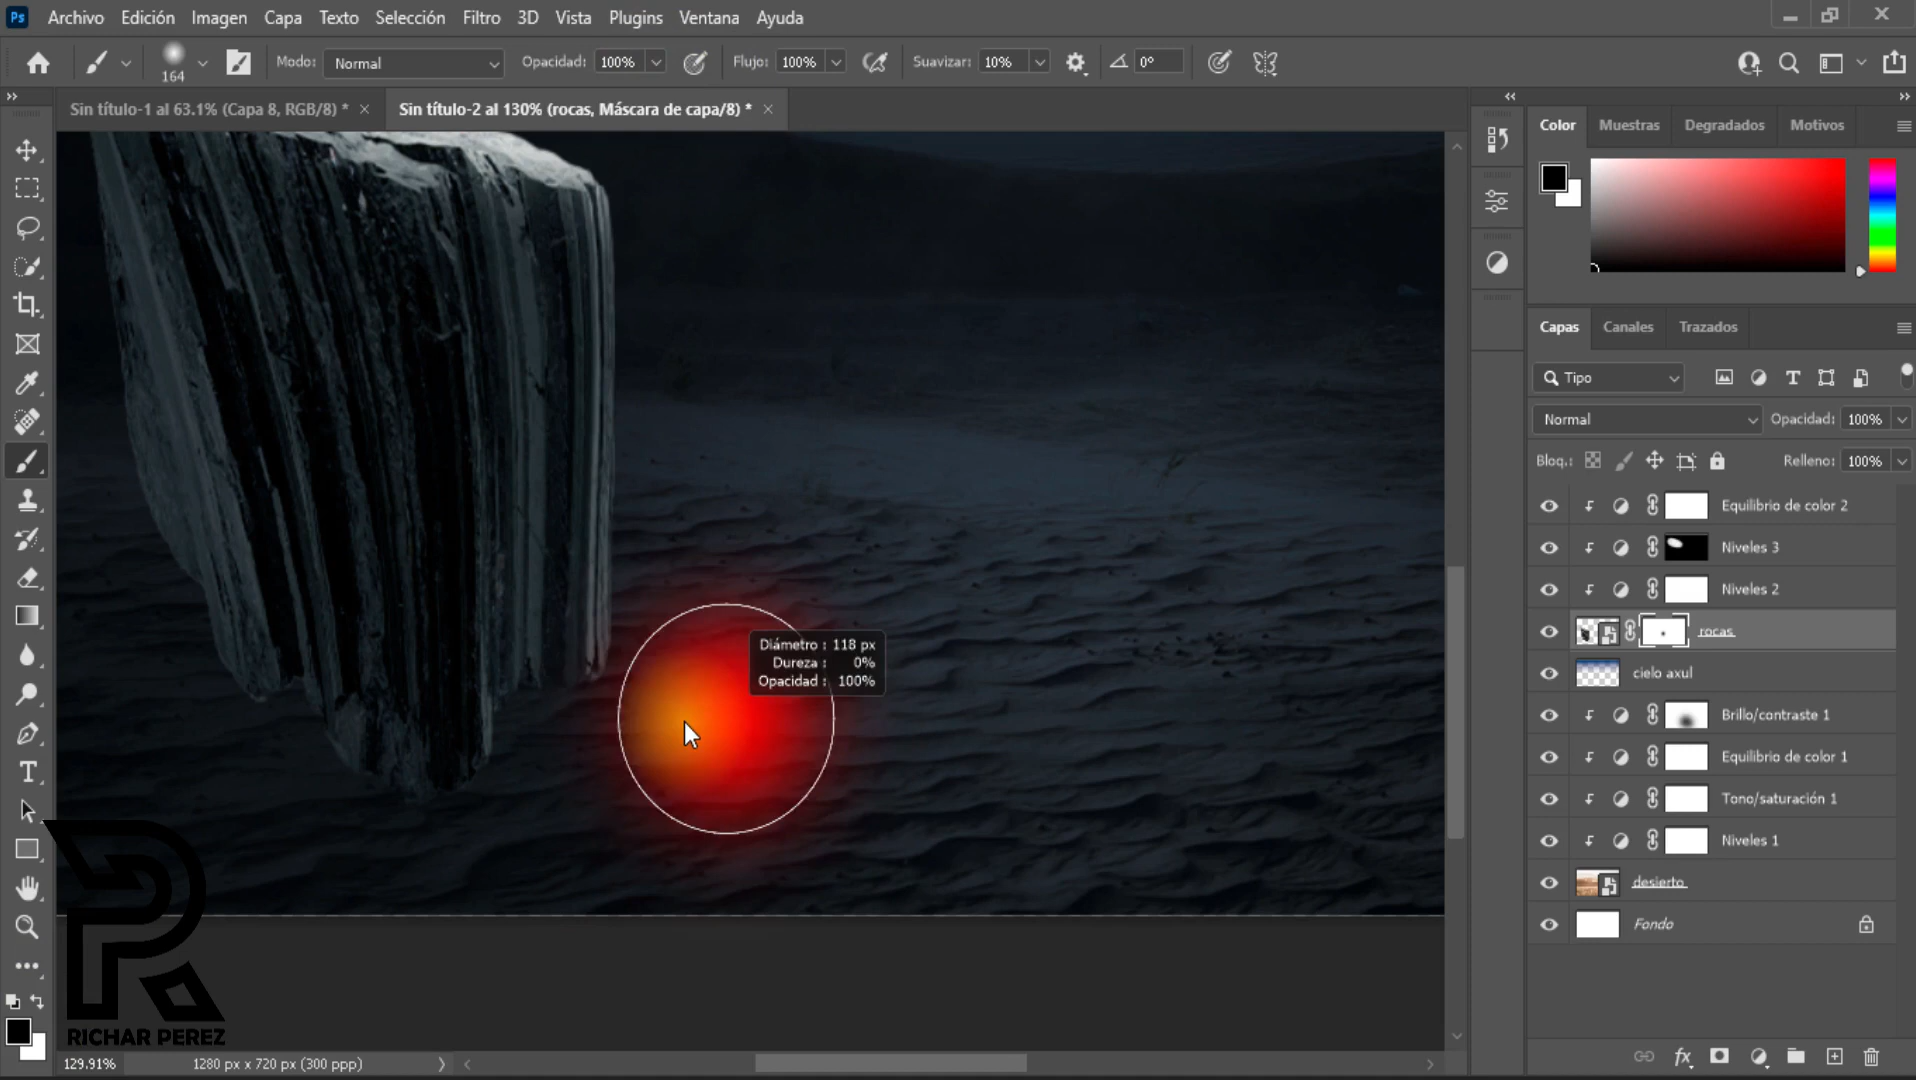 Ps Archivo Edición Imagen Capa Texto Selección Filtro 3D Vista Plugins Ventana Ayuda
164 Modo: Normal Opacidad: 100% Flujo: 100% Suavizar: 10% 0°
Sin título-1 al 63.1% (Capa 8, RGB/8) * Sin título-2 al 130% (rocas, Máscara de capa/8) *
Color Muestras Degradados Motivos
Capas Canales Trazados
Tipo
Normal Opacidad: 100%
Bloq.: Relleno: 100%
Equilibrio de color 2
Niveles 3
Niveles 2
rocas
cielo axul
Brillo/contraste 1
Equilibrio de color 1
Tono/saturación 1
Niveles 1
desierto
Fondo
Diámetro : 118 px
Dureza : 0%
Opacidad : 100%
RICHAR PEREZ
129.91% 1280 px x 720 px (300 ppp)